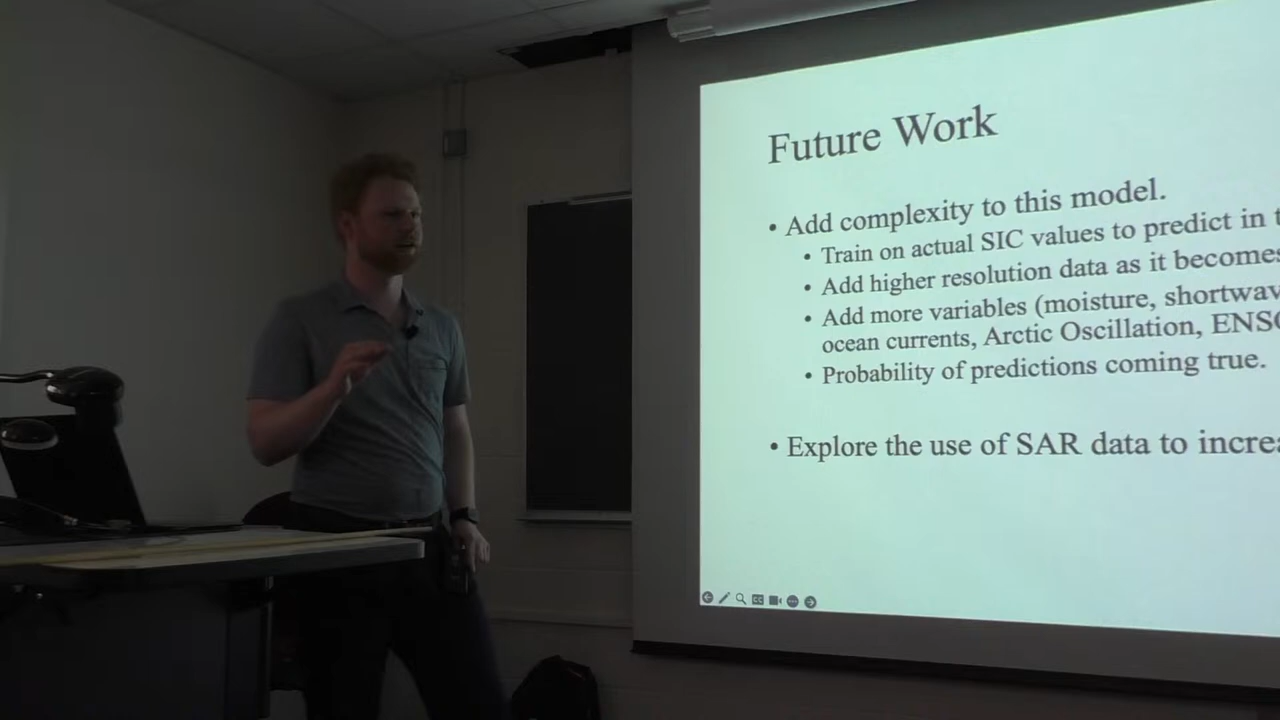 Future Work
• Add complexity to this model.
• Train on actual SIC values to predict in
• Add higher resolution data as it becomes
• Add more variables (moisture,
ocean currents, Arctic Oscillation,
• Probability of predictions coming true.
• Explore the use of SAR data to